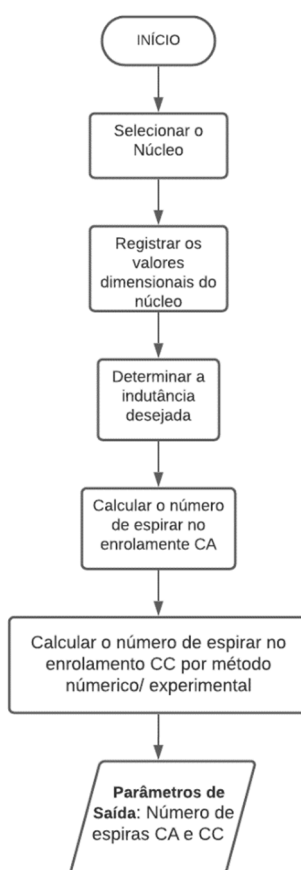 INÍCIO
Selecionar o
Núcleo
Registrar os
valores
dimensionais do
núcleo
Determinar a
indutância
desejada
Calcular o número
de espirar no
enrolamente CA
Calcular o número de espirar no
enrolamento CC por método
númerico/ experimental
Parâmetros de
Saída: Número de
espiras CA e CC